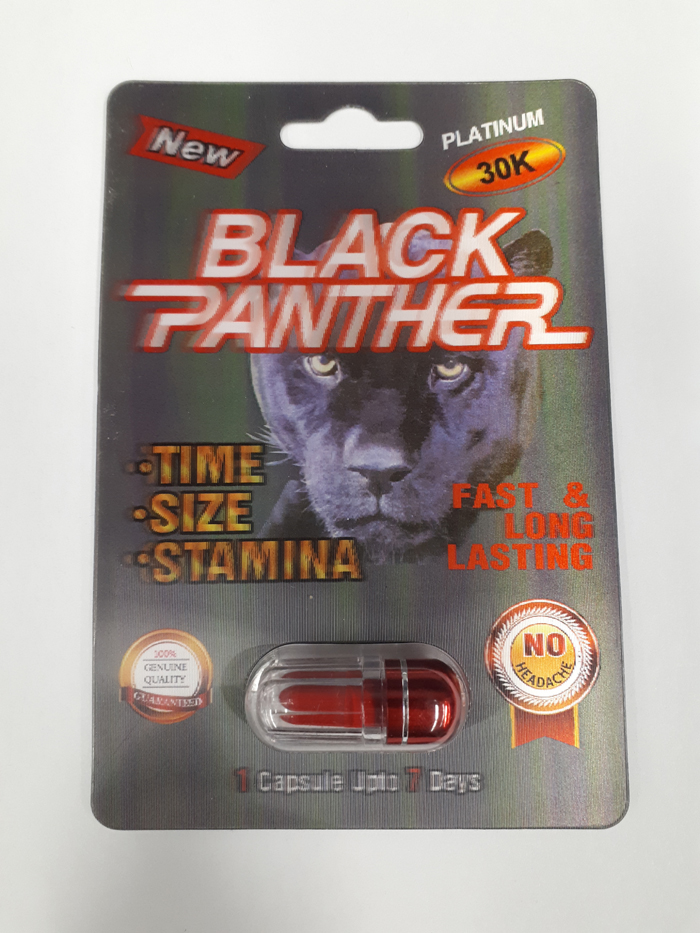 New
PLATINUM
30K
BLACK
PANTHER
•TIME
•SIZE
•STAMINA
FAST &
LONG
LASTING
100%
GENUINE
QUALITY
GUARANTEED
NO
HEADACHE
1 Capsule Upto 7 Days